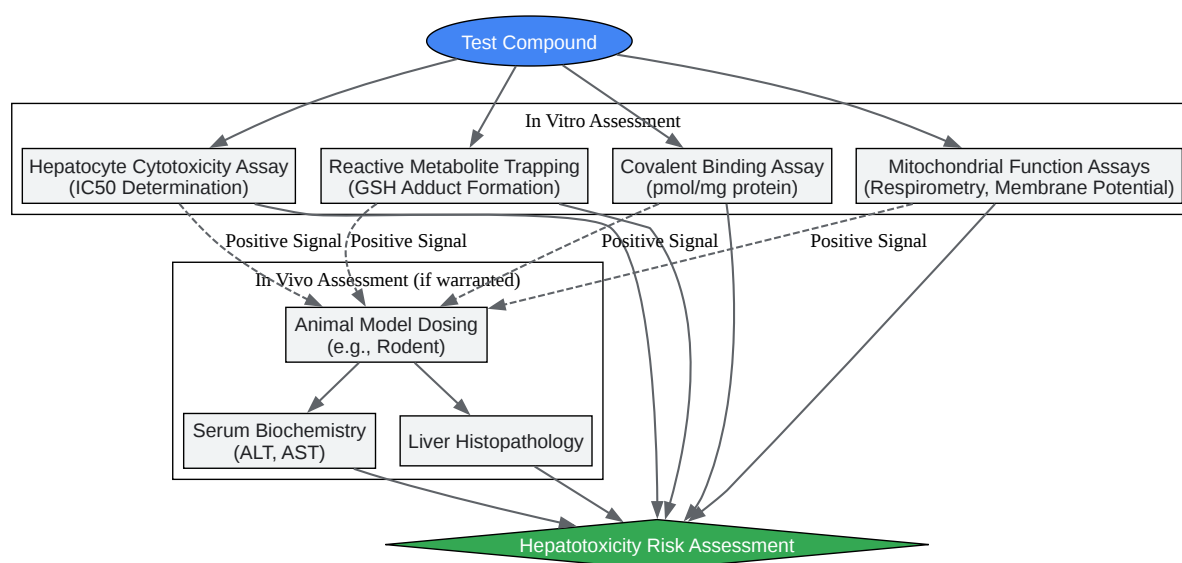 Test Compound
In Vitro Assessment
Hepatocyte Cytotoxicity Assay
(IC50 Determination)
Reactive Metabolite Trapping
(GSH Adduct Formation)
Covalent Binding Assay
(pmol/mg protein)
Mitochondrial Function Assays
(Respirometry, Membrane Potential)
Positive Signal
Positive Signal
Positive Signal
Positive Signal
In Vivo Assessment (if warranted)
Animal Model Dosing
(e.g., Rodent)
Serum Biochemistry
(ALT, AST)
Liver Histopathology
Hepatotoxicity Risk Assessment